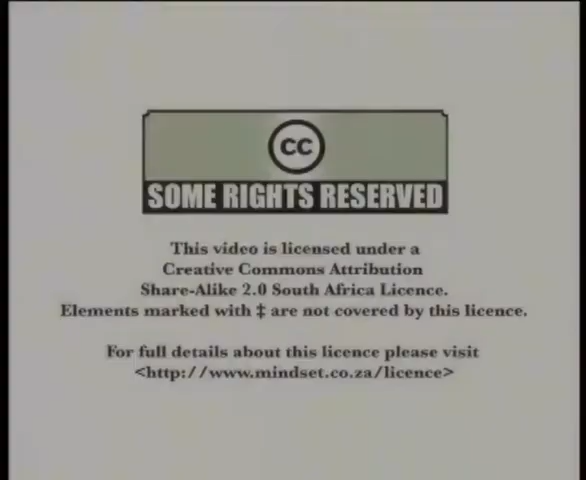 CC
SOME RIGHTS RESERVED
This video is licensed under a
Creative Commons Attribution
Share-Alike 2.0 South Africa Licence.
Elements marked with ‡ are not covered by this licence.
For full details about this licence please visit
<http://www.mindset.co.za/licence>